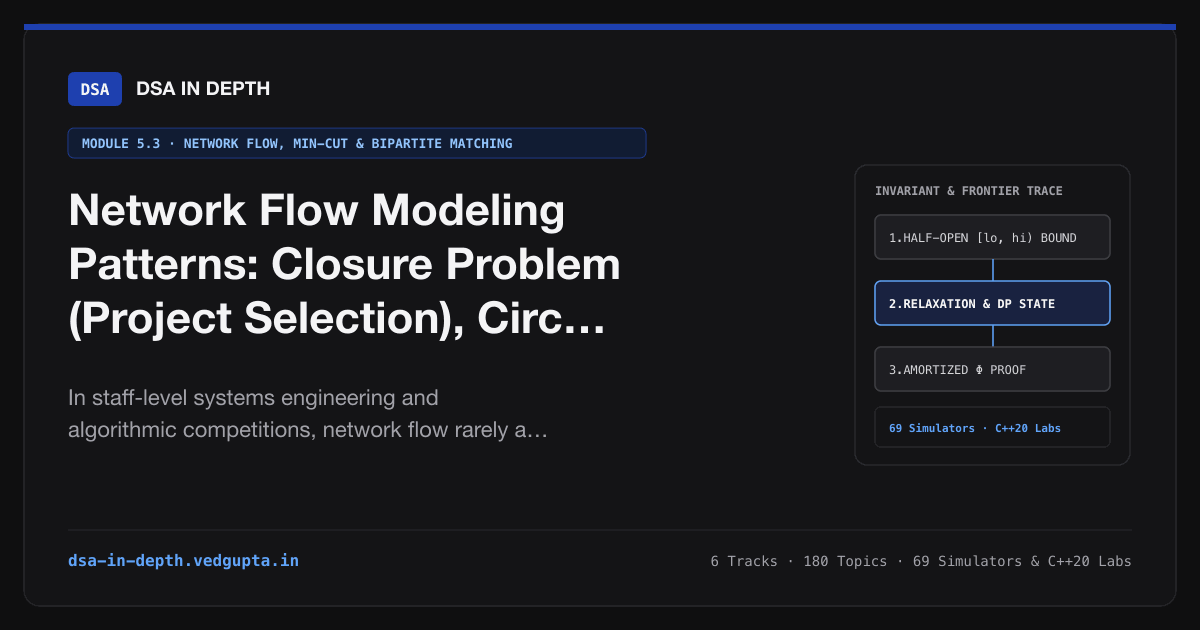 DSA
DSA IN DEPTH
MODULE 5.3 · NETWORK FLOW, MIN-CUT & BIPARTITE MATCHING
Network Flow Modeling
Patterns: Closure Problem
(Project Selection), Circ...
In staff-level systems engineering and
algorithmic competitions, network flow rarely a...
INVARIANT & FRONTIER TRACE
1.HALF-OPEN [lo, hi) BOUND
2.RELAXATION & DP STATE
3.AMORTIZED Φ PROOF
69 Simulators · C++20 Labs
dsa-in-depth.vedgupta.in
6 Tracks · 180 Topics · 69 Simulators & C++20 Labs